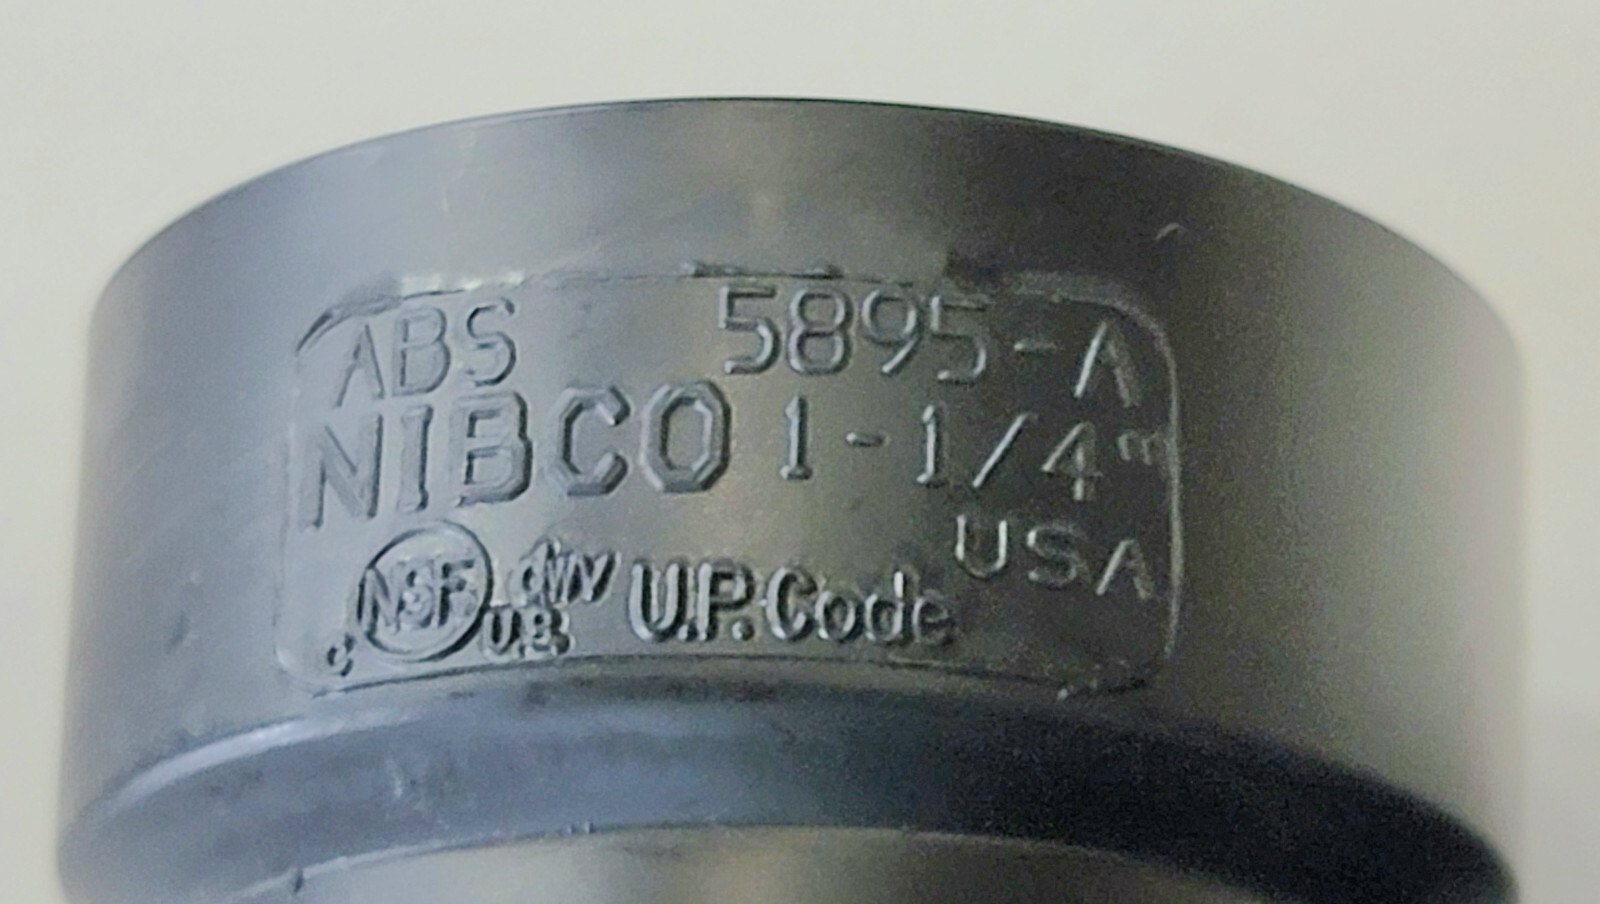 ABS 5895-A
NIBCO 1-1/4"
USA
c NSF U.S. dwv U.P. Code